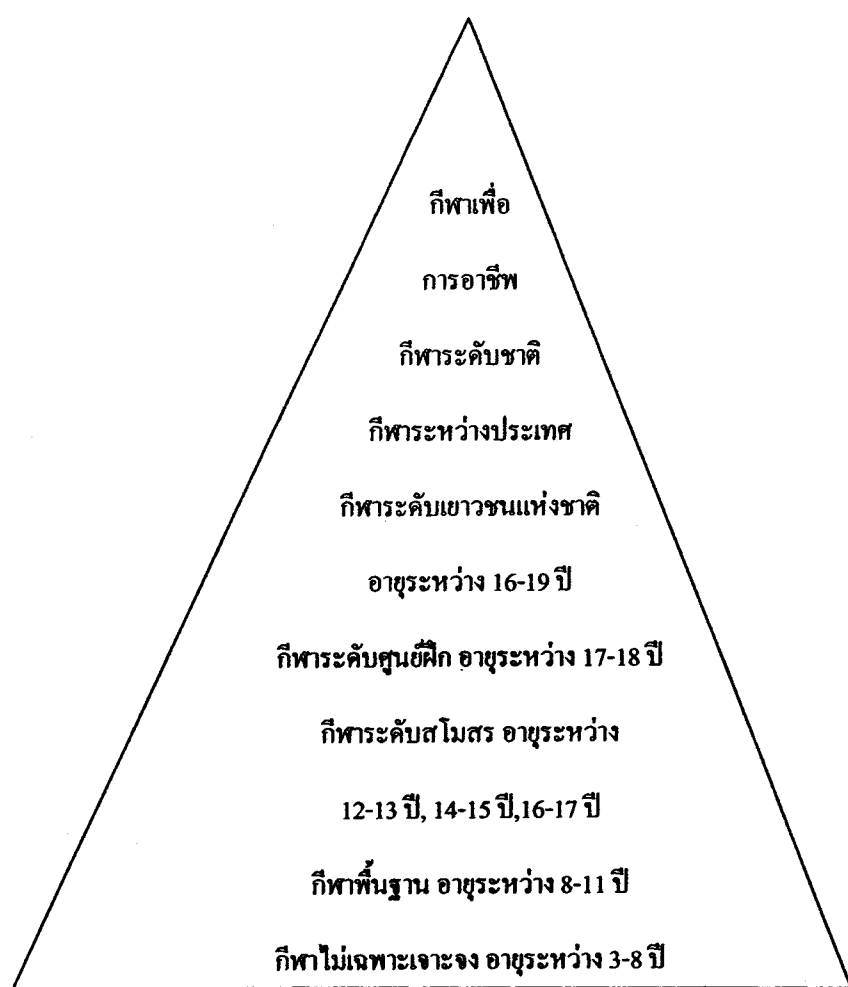 กีฬาเพื่อ
การอาชีพ
กีฬาระดับชาติ
กีฬาระหว่างประเทศ
กีฬาระดับเยาวชนแห่งชาติ
อายุระหว่าง 16-19 ปี
กีฬาระดับศูนย์ฝึก อายุระหว่าง 17-18 ปี
กีฬาระดับสโมสร อายุระหว่าง
12-13 ปี, 14-15 ปี,16-17 ปี
กีฬาพื้นฐาน อายุระหว่าง 8-11 ปี
กีฬาไม่เฉพาะเจาะจง อายุระหว่าง 3-8 ปี